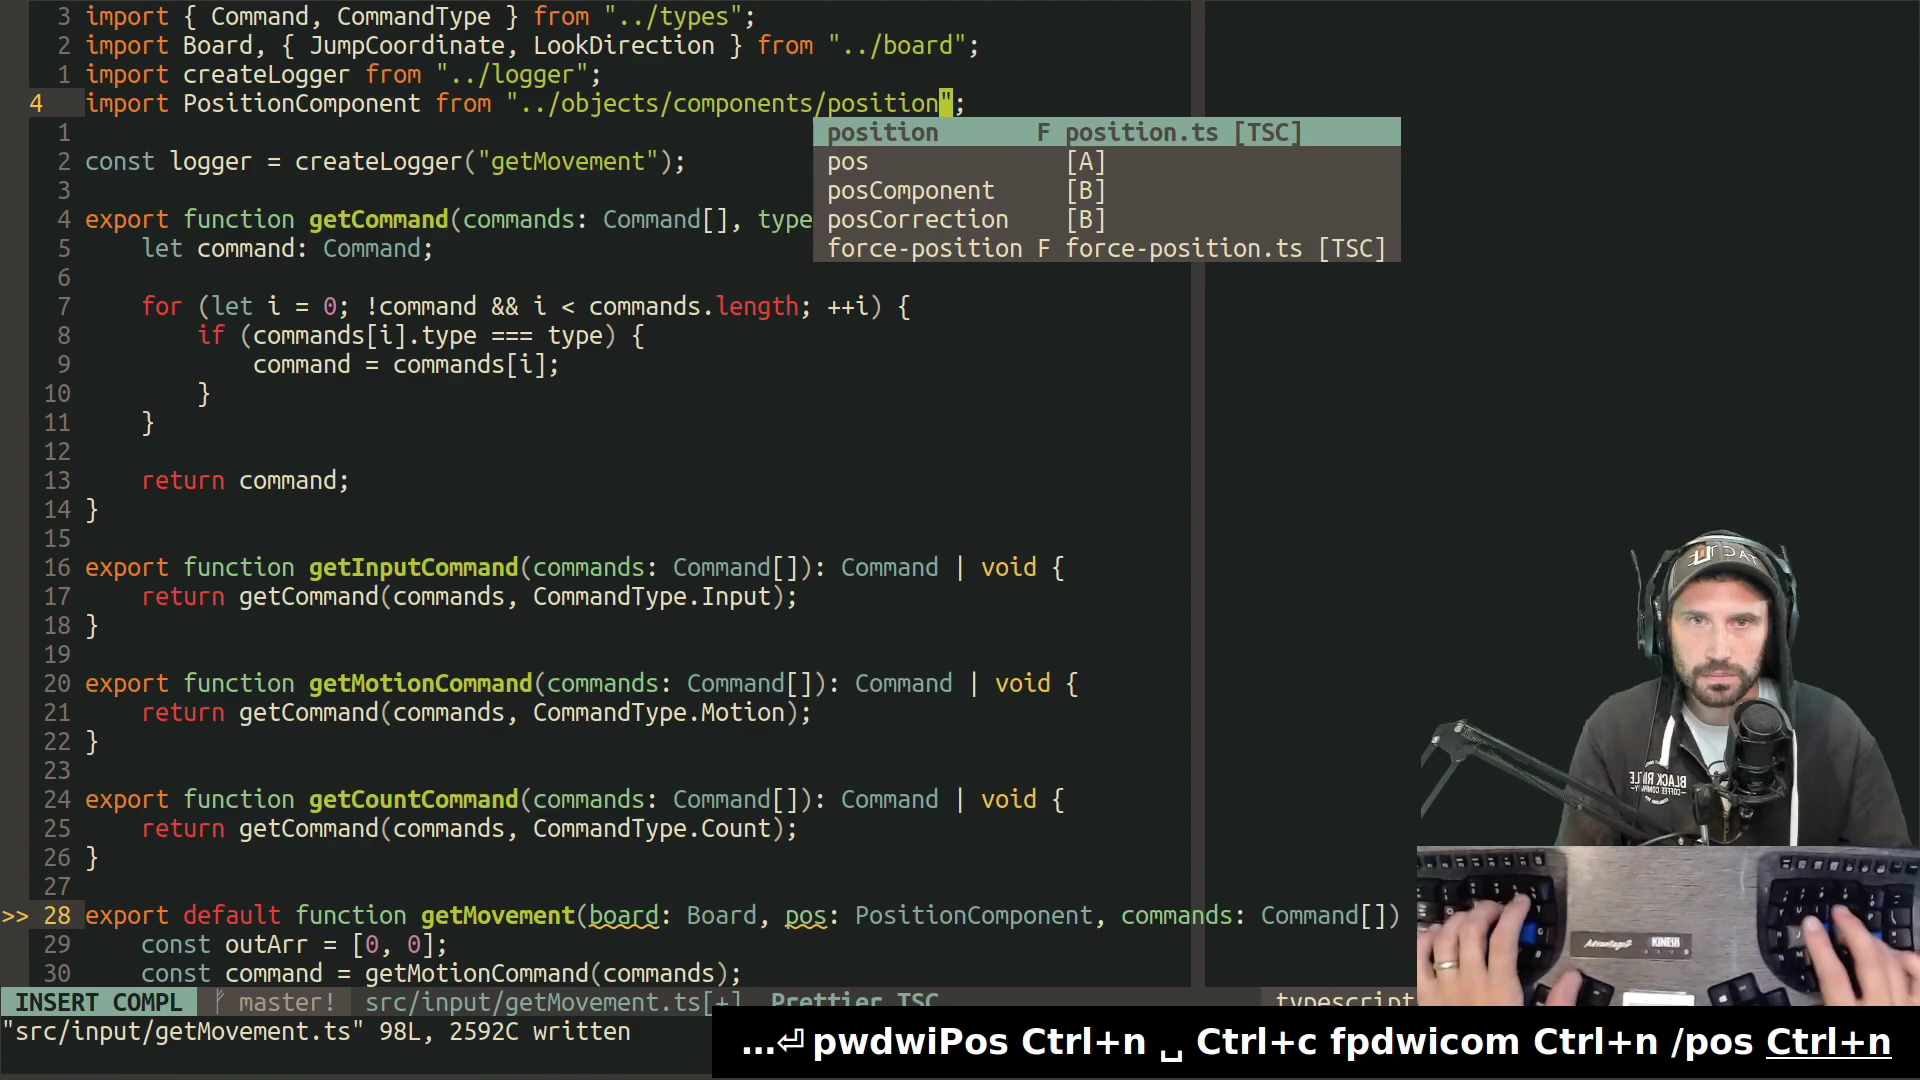 3 import { Command, CommandType } from "../types";
2 import Board, { JumpCoordinate, LookDirection } from "../board";
1 import createLogger from "../logger";
4 import PositionComponent from "../objects/components/position";
1
position F position.ts [TSC]
2 const logger = createLogger("getMovement");
pos [A]
3
posComponent [B]
4 export function getCommand(commands: Command[], type
posCorrection [B]
5 let command: Command;
force-position F force-position.ts [TSC]
6
7 for (let i = 0; !command && i < commands.length; ++i) {
8 if (commands[i].type === type) {
9 command = commands[i];
10 }
11 }
12
13 return command;
14 }
15
16 export function getInputCommand(commands: Command[]): Command | void {
17 return getCommand(commands, CommandType.Input);
18 }
19
20 export function getMotionCommand(commands: Command[]): Command | void {
21 return getCommand(commands, CommandType.Motion);
22 }
23
24 export function getCountCommand(commands: Command[]): Command | void {
25 return getCommand(commands, CommandType.Count);
26 }
27
>> 28 export default function getMovement(board: Board, pos: PositionComponent, commands: Command[])
29 const outArr = [0, 0];
30 const command = getMotionCommand(commands);
INSERT COMPL master! src/input/getMovement.ts[+] Prettier TSC typescript
"src/input/getMovement.ts" 98L, 2592C written
…⏎ pwdwiPos Ctrl+n ␣ Ctrl+c fpdwicom Ctrl+n /pos Ctrl+n
BLACK RIFLE
COFFEE COMPANY
Advantage2 KINESIS